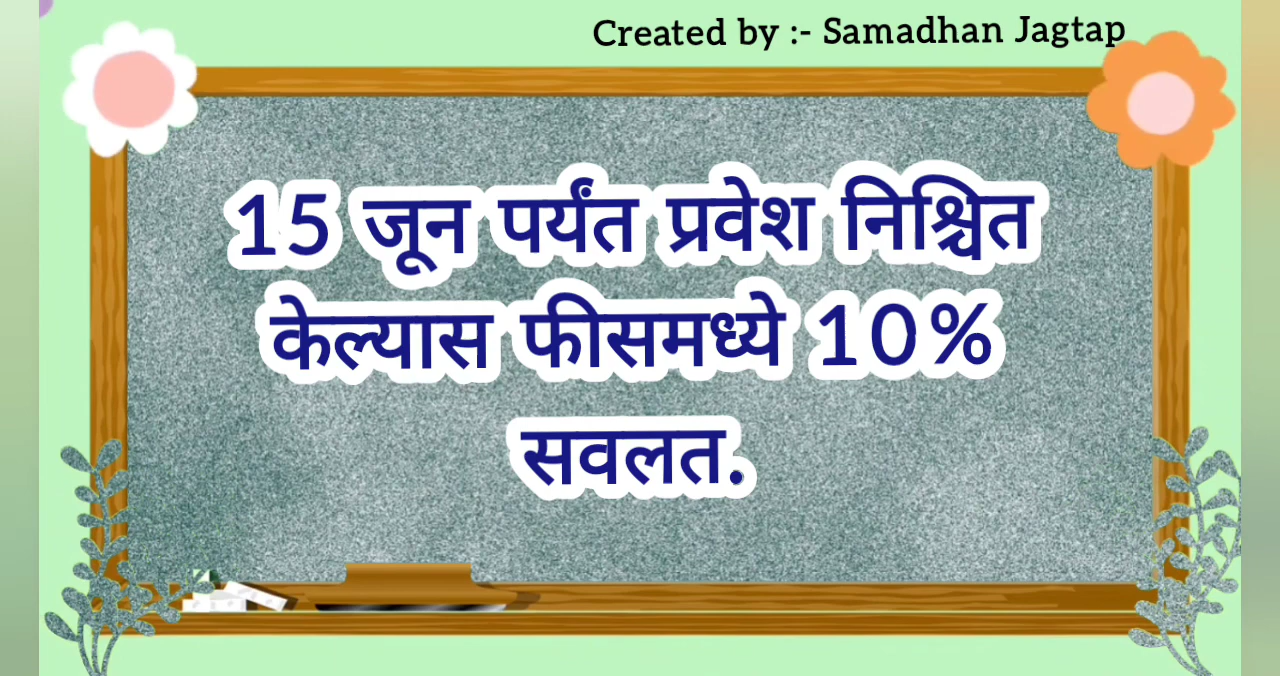 Created by :- Samadhan Jagtap
15 जून पर्यंत प्रवेश निश्चित
केल्यास फीसमध्ये 10%
सवलत.